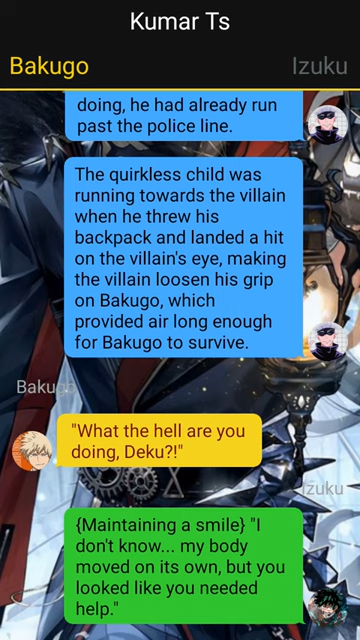 Kumar Ts
Bakugo
Izuku
doing, he had already run
past the police line.
The quirkless child was
running towards the villain
when he threw his
backpack and landed a hit
on the villain's eye, making
the villain loosen his grip
on Bakugo, which
provided air long enough
for Bakugo to survive.
Bakugo
"What the hell are you
doing, Deku?!"
Izuku
{Maintaining a smile} "I
don't know... my body
moved on its own, but you
looked like you needed
help."